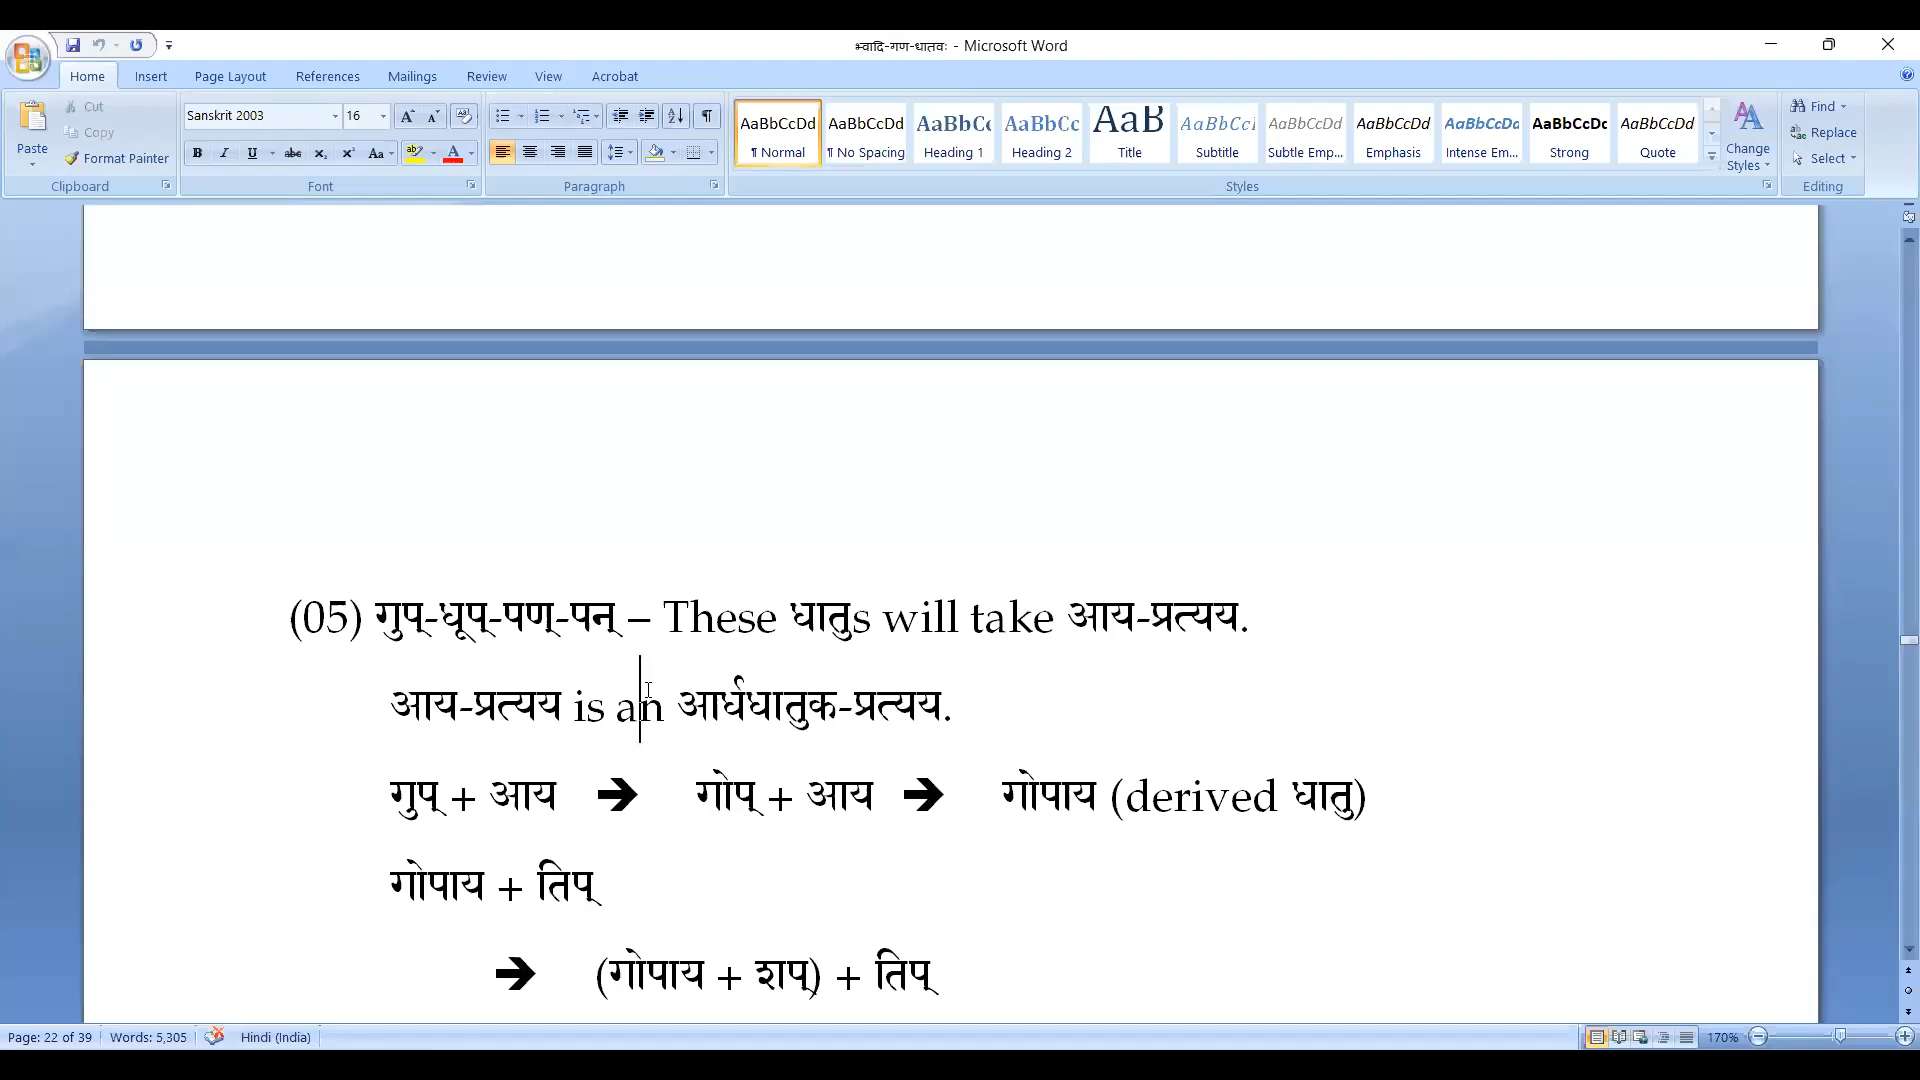 भ्वादि-गण-धातवः - Microsoft Word
Home Insert Page Layout References Mailings Review View Acrobat
Paste
Cut
Copy
Format Painter
Clipboard
Sanskrit 2003 16
Font
Paragraph
AaBbCcDd AaBbCcDd AaBbCc AaBbCc AaB AaBbCcl AaBbCcDd AaBbCcDd AaBbCcDd AaBbCcDc AaBbCcDd
¶ Normal ¶ No Spacing Heading 1 Heading 2 Title Subtitle Subtle Emp... Emphasis Intense Em... Strong Quote
Styles
Change Styles
Find
Replace
Select
Editing
(05) गुप्-धूप्-पण्-पन् – These धातुs will take आय-प्रत्यय.
आय-प्रत्यय is an आर्धधातुक-प्रत्यय.
गुप् + आय ➔ गोप् + आय ➔ गोपाय (derived धातु)
गोपाय + तिप्
➔ (गोपाय + शप्) + तिप्
Page: 22 of 39 Words: 5,305 Hindi (India) 170%